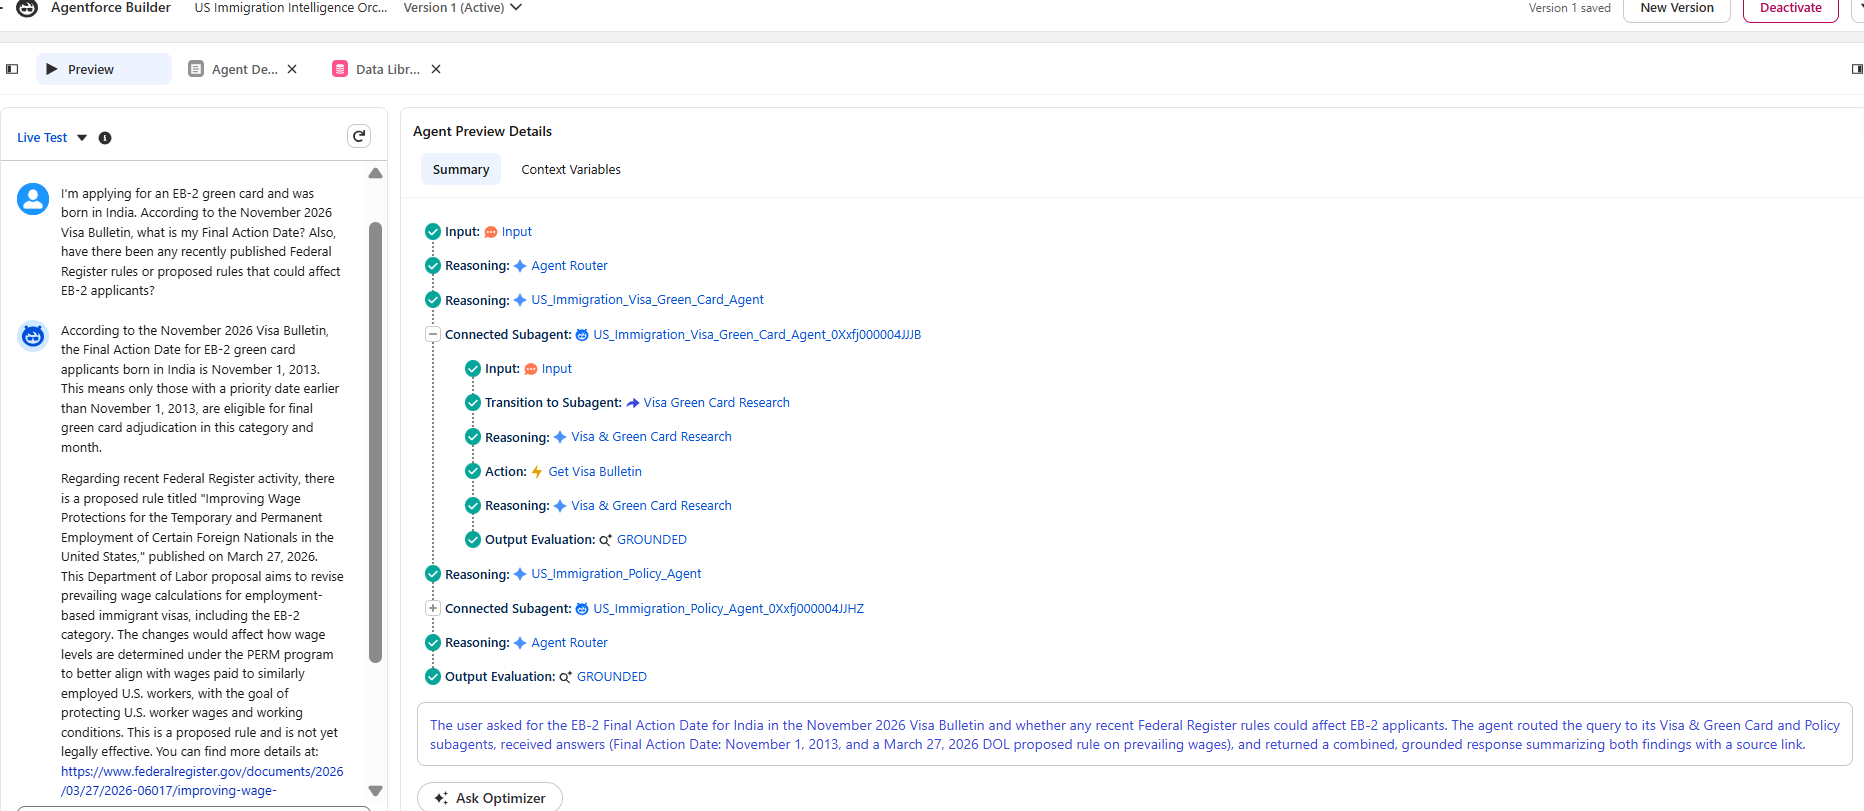 Agentforce Builder
US Immigration Intelligence Orc...
Version 1 (Active)
Version 1 saved
New Version
Deactivate
Preview
Agent De...
Data Libr...
Live Test
I'm applying for an EB-2 green card and was
born in India. According to the November 2026
Visa Bulletin, what is my Final Action Date? Also,
have there been any recently published Federal
Register rules or proposed rules that could affect
EB-2 applicants?
According to the November 2026 Visa Bulletin,
the Final Action Date for EB-2 green card
applicants born in India is November 1, 2013.
This means only those with a priority date earlier
than November 1, 2013, are eligible for final
green card adjudication in this category and
month.
Regarding recent Federal Register activity, there
is a proposed rule titled "Improving Wage
Protections for the Temporary and Permanent
Employment of Certain Foreign Nationals in the
United States," published on March 27, 2026.
This Department of Labor proposal aims to revise
prevailing wage calculations for employment-
based immigrant visas, including the EB-2
category. The changes would affect how wage
levels are determined under the PERM program
to better align with wages paid to similarly
employed U.S. workers, with the goal of
protecting U.S. worker wages and working
conditions. This is a proposed rule and is not yet
legally effective. You can find more details at:
https://www.federalregister.gov/documents/2026
/03/27/2026-06017/improving-wage-
Agent Preview Details
Summary
Context Variables
Input: Input
Reasoning: Agent Router
Reasoning: US_Immigration_Visa_Green_Card_Agent
Connected Subagent: US_Immigration_Visa_Green_Card_Agent_0Xxfj000004JJJB
Input: Input
Transition to Subagent: Visa Green Card Research
Reasoning: Visa & Green Card Research
Action: Get Visa Bulletin
Reasoning: Visa & Green Card Research
Output Evaluation: GROUNDED
Reasoning: US_Immigration_Policy_Agent
Connected Subagent: US_Immigration_Policy_Agent_0Xxfj000004JJHZ
Reasoning: Agent Router
Output Evaluation: GROUNDED
The user asked for the EB-2 Final Action Date for India in the November 2026 Visa Bulletin and whether any recent Federal Register rules could affect EB-2 applicants. The agent routed the query to its Visa & Green Card and Policy
subagents, received answers (Final Action Date: November 1, 2013, and a March 27, 2026 DOL proposed rule on prevailing wages), and returned a combined, grounded response summarizing both findings with a source link.
Ask Optimizer